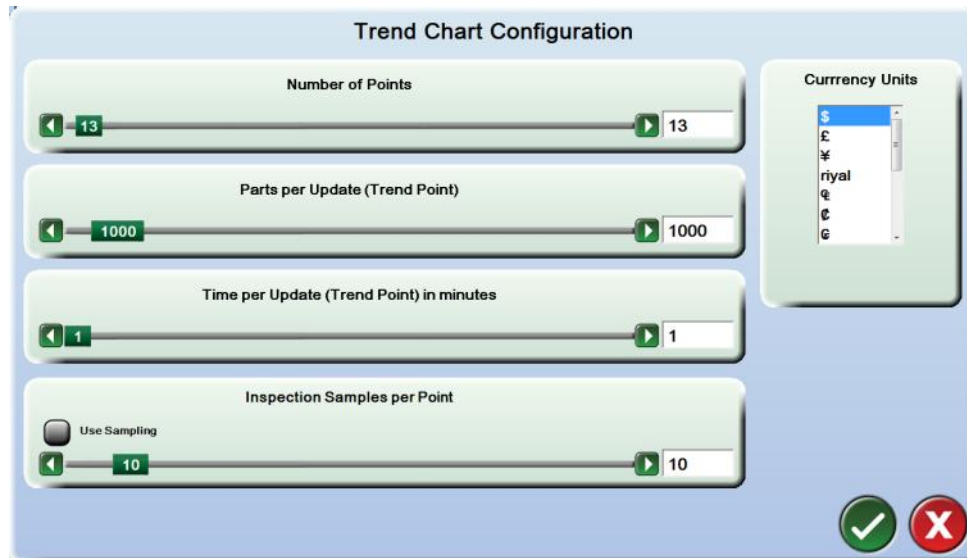 Trend Chart Configuration
Number of Points
13
13
Parts per Update (Trend Point)
1000
1000
Time per Update (Trend Point) in minutes
1
1
Inspection Samples per Point
Use Sampling
10
10
Currrency Units
$
£
¥
riyal
₠
₡
₢